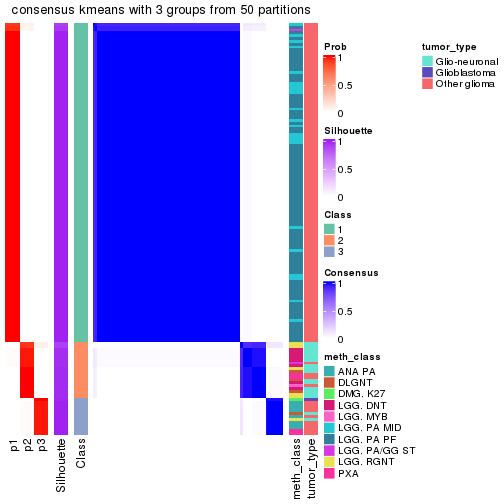 consensus kmeans with 3 groups from 50 partitions
Prob
1
0.5
0
Silhouette
1
0.5
0
Class
1
2
3
Consensus
1
0.5
0
meth_class
ANA PA
DLGNT
DMG. K27
LGG. DNT
LGG. MYB
LGG. PA MID
LGG. PA PF
LGG. PA/GG ST
LGG. RGNT
PXA
tumor_type
Glio-neuronal
Glioblastoma
Other glioma
p1
p2
p3
Silhouette
Class
meth_class
tumor_type